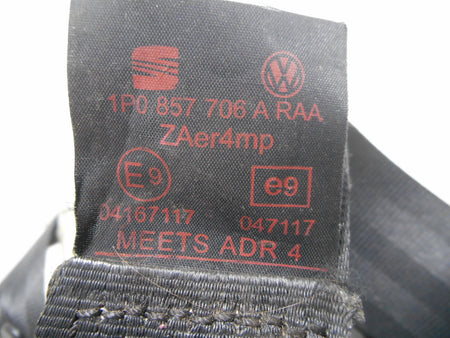 1P0 857 706 A RAA
ZAer4mp
E9 e9
04167117 047117
MEETS ADR 4